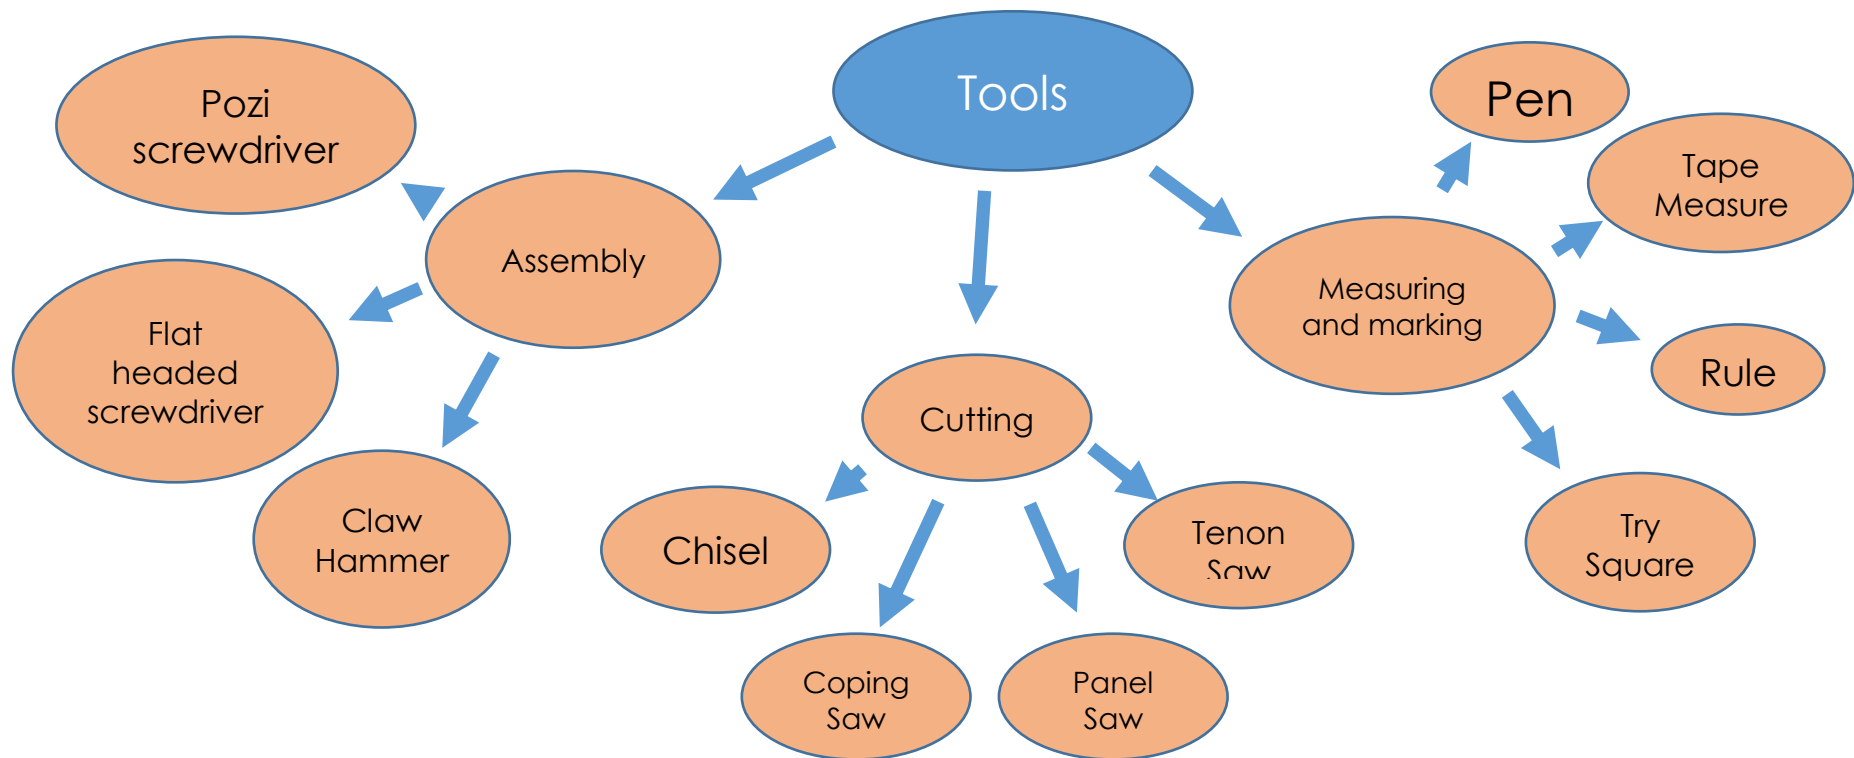 Tools
Pozi
screwdriver
Assembly
Flat
headed
screwdriver
Claw
Hammer
Cutting
Chisel
Coping
Saw
Panel
Saw
Tenon
Saw
Measuring
and marking
Pen
Tape
Measure
Rule
Try
Square